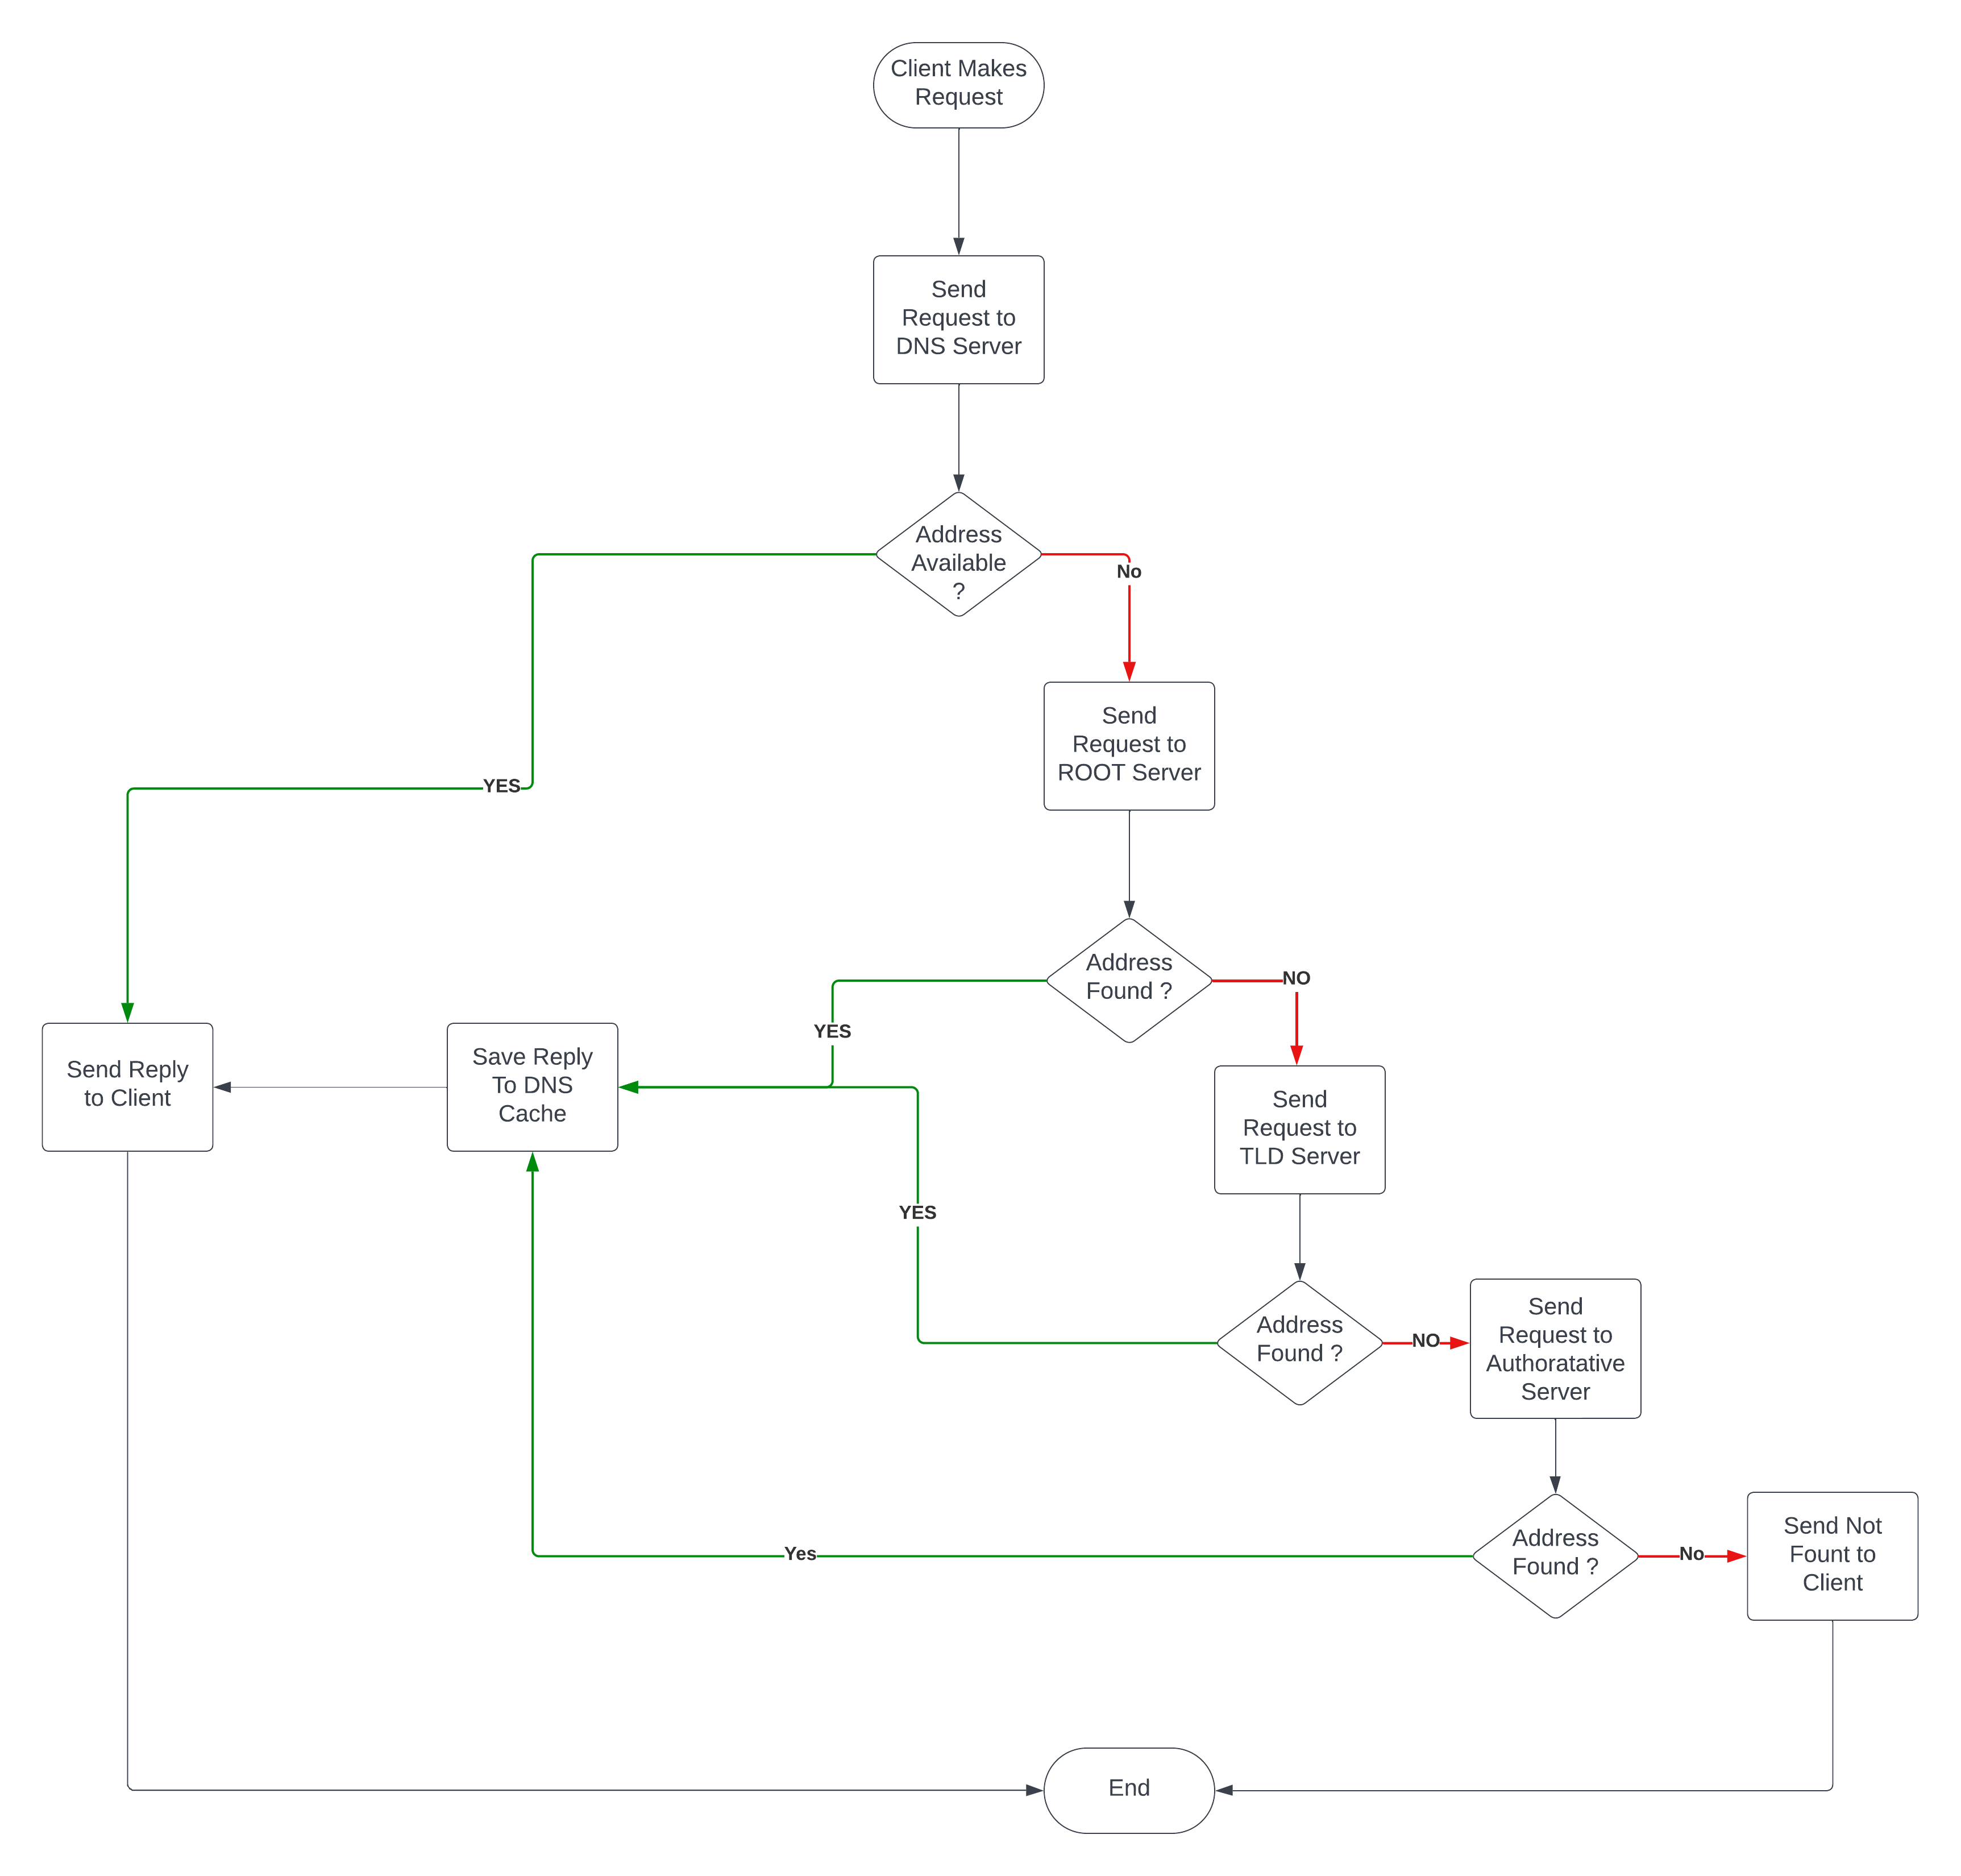 Client Makes
Request
Send
Request to
DNS Server
Address
Available
?
No
Send
Request to
ROOT Server
YES
Address
Found ?
NO
YES
Send Reply
to Client
Save Reply
To DNS
Cache
Send
Request to
TLD Server
YES
Address
Found ?
NO
Send
Request to
Authoratative
Server
Address
Found ?
Yes
No
Send Not
Fount to
Client
End